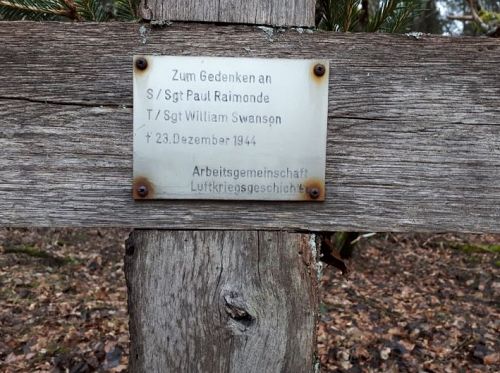 Zum Gedenken an
S/Sgt Paul Raimonde
T/Sgt William Swanson
† 23. Dezember 1944
Arbeitsgemeinschaft
Luftkriegsgeschichte